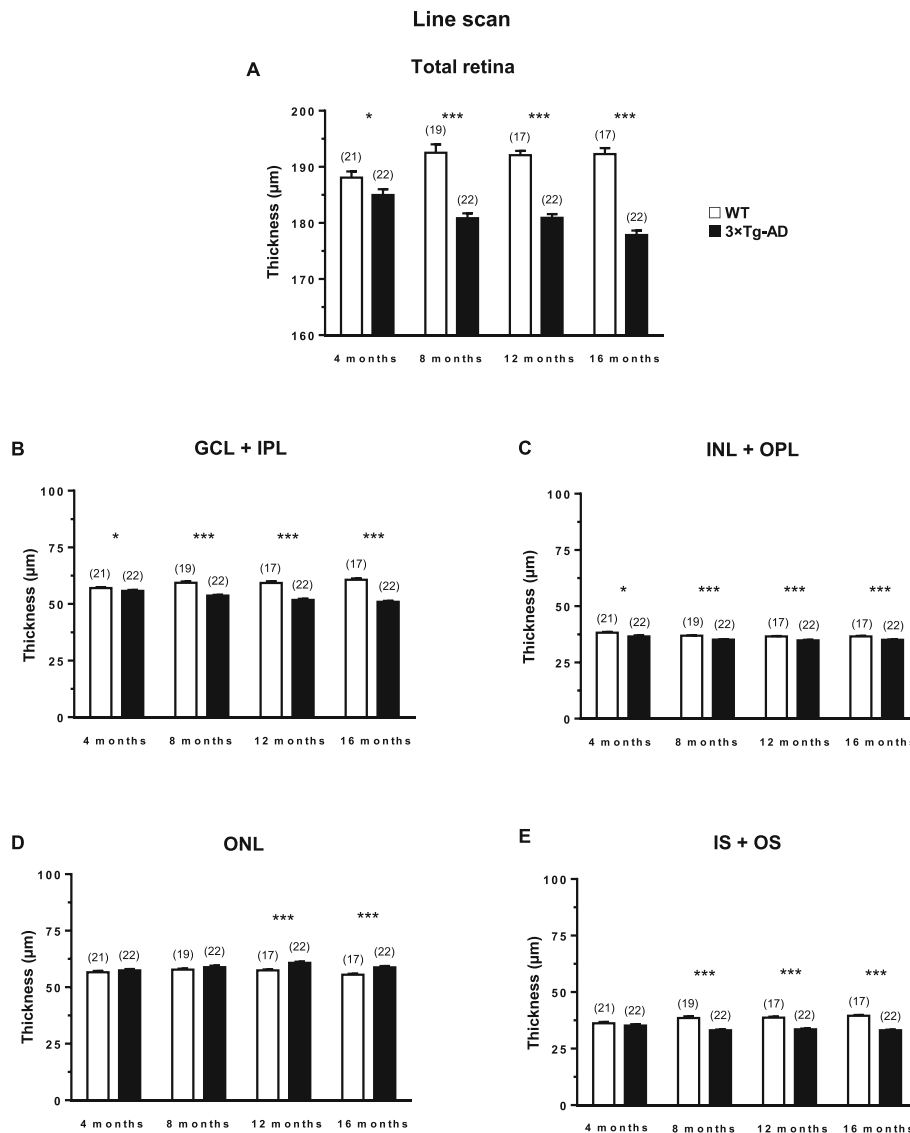 Line scan
A Total retina
Thickness (µm)
200
190
180
170
160
* *** *** ***
(21) (22) (19) (22) (17) (22) (17) (22)
4 months 8 months 12 months 16 months
WT
3×Tg-AD
B GCL + IPL
Thickness (µm)
100
75
50
25
0
* *** *** ***
(21) (22) (19) (22) (17) (22) (17) (22)
4 months 8 months 12 months 16 months
C INL + OPL
Thickness (µm)
100
75
50
25
0
* *** *** ***
(21) (22) (19) (22) (17) (22) (17) (22)
4 months 8 months 12 months 16 months
D ONL
Thickness (µm)
100
75
50
25
0
*** ***
(21) (22) (19) (22) (17) (22) (17) (22)
4 months 8 months 12 months 16 months
E IS + OS
Thickness (µm)
100
75
50
25
0
*** *** ***
(21) (22) (19) (22) (17) (22) (17) (22)
4 months 8 months 12 months 16 months